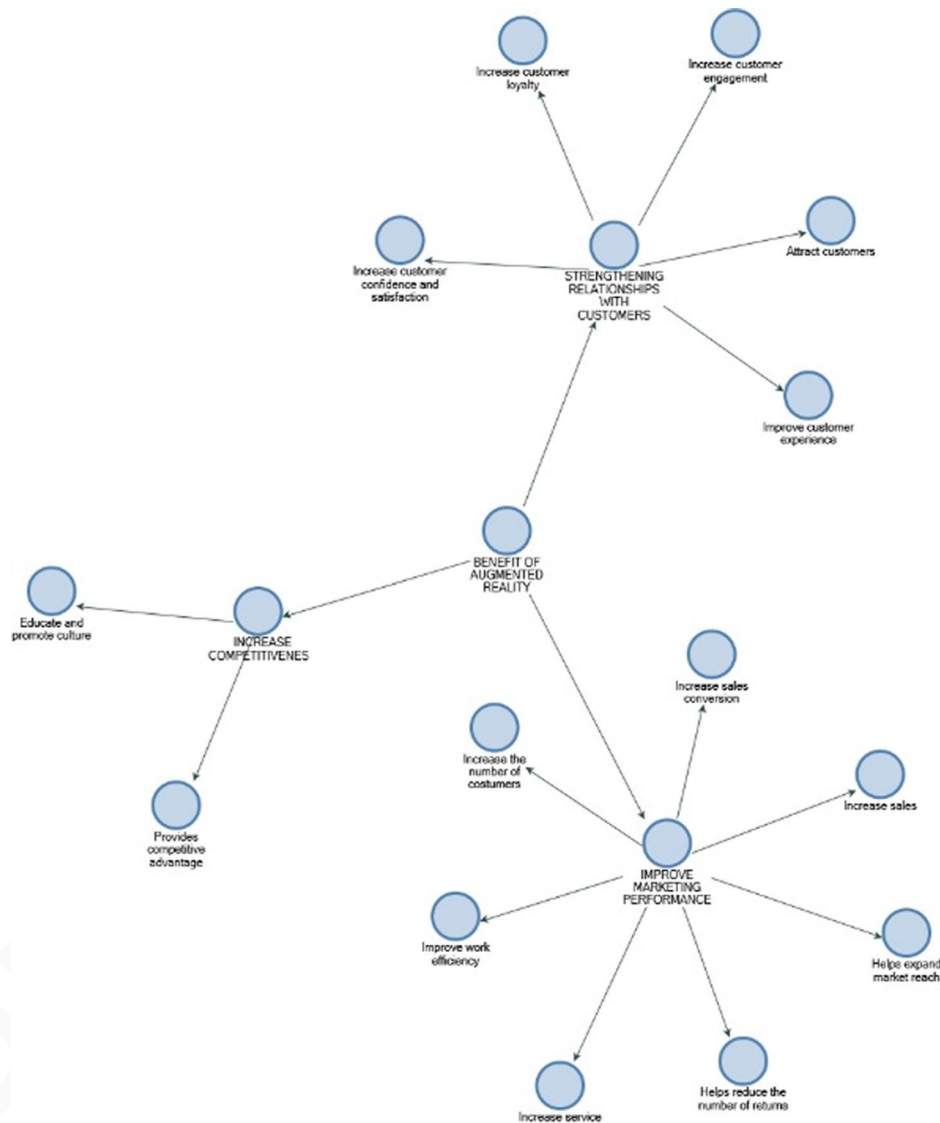 Increase customer
loyalty
Increase customer
engagement
Attract customers
Increase customer
confidence and
satisfaction
STRENGTHENING
RELATIONSHIPS
WITH
CUSTOMERS
Improve customer
experience
BENEFIT OF
AUGMENTED
REALITY
Educate and
promote culture
INCREASE
COMPETITIVENES
Increase sales
conversion
Increase the
number of
costumers
Increase sales
Provides
competitive
advantage
IMPROVE
MARKETING
PERFORMANCE
Improve work
efficiency
Helps expand
market reach
Helps reduce the
number of returns
Increase service